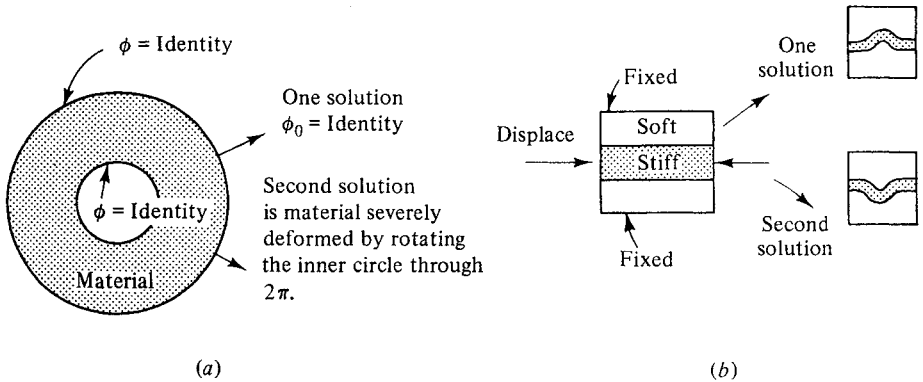 ϕ = Identity
One solution
ϕ₀ = Identity
ϕ = Identity
Second solution
is material severely
deformed by rotating
the inner circle through
2π.
Material
(a)
Fixed
Displace
Soft
Stiff
Fixed
One
solution
Second
solution
(b)